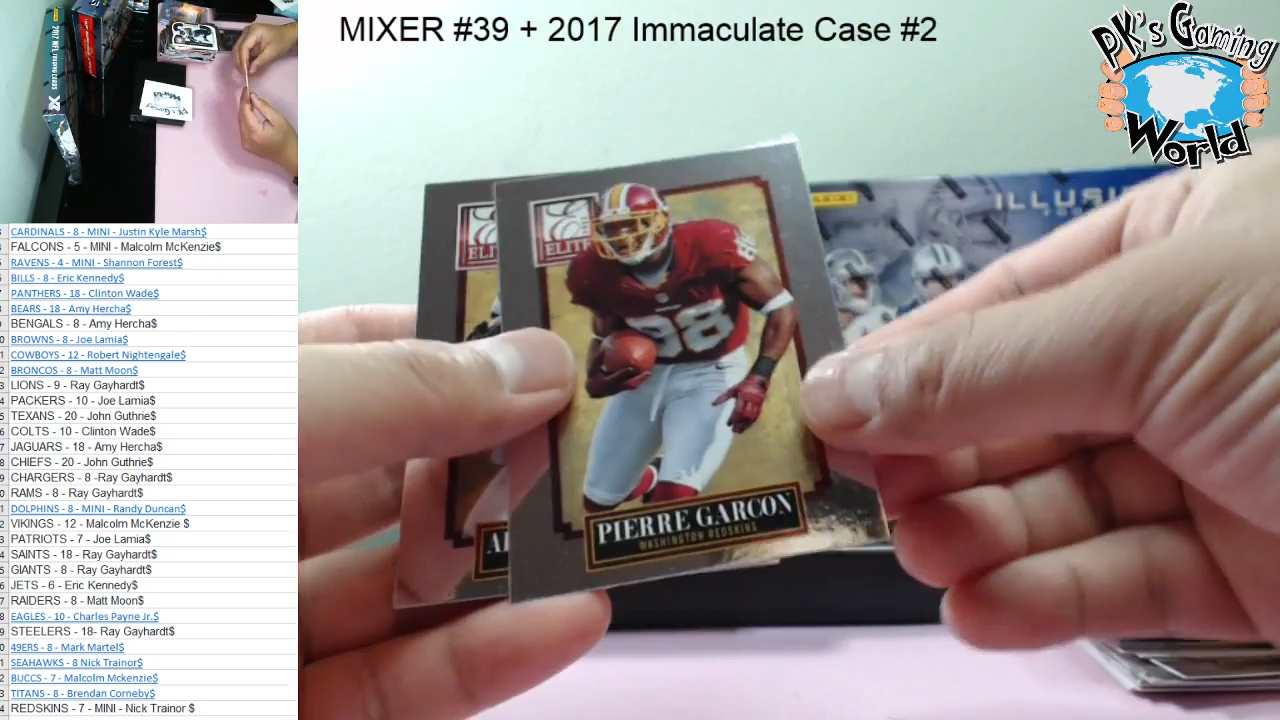 MIXER #39 + 2017 Immaculate Case #2
PK's Gaming
World
CARDINALS - 8 - MINI - Justin Kyle Marsh$
FALCONS - 5 - MINI - Malcolm McKenzie$
RAVENS - 4 - MINI - Shannon Forest$
BILLS - 8 - Eric Kennedy$
PANTHERS - 18 - Clinton Wade$
BEARS - 18 - Amy Hercha$
BENGALS - 8 - Amy Hercha$
BROWNS - 8 - Joe Lamia$
COWBOYS - 12 - Robert Nightengale$
BRONCOS - 8 - Matt Moon$
LIONS - 9 - Ray Gayhardt$
PACKERS - 10 - Joe Lamia$
TEXANS - 20 - John Guthrie$
COLTS - 10 - Clinton Wade$
JAGUARS - 18 - Amy Hercha$
CHIEFS - 20 - John Guthrie$
CHARGERS - 8 -Ray Gayhardt$
RAMS - 8 - Ray Gayhardt$
DOLPHINS - 8 - MINI - Randy Duncan$
VIKINGS - 12 - Malcolm McKenzie $
PATRIOTS - 7 - Joe Lamia$
SAINTS - 18 - Ray Gayhardt$
GIANTS - 8 - Ray Gayhardt$
JETS - 6 - Eric Kennedy$
RAIDERS - 8 - Matt Moon$
EAGLES - 10 - Charles Payne Jr.$
STEELERS - 18- Ray Gayhardt$
49ERS - 8 - Mark Martel$
SEAHAWKS - 8 Nick Trainor$
BUCCS - 7 - Malcolm Mckenzie$
TITANS - 8 - Brendan Corneby$
REDSKINS - 7 - MINI - Nick Trainor $
ELITE
88
PIERRE GARCON
WASHINGTON REDSKINS
PANINI